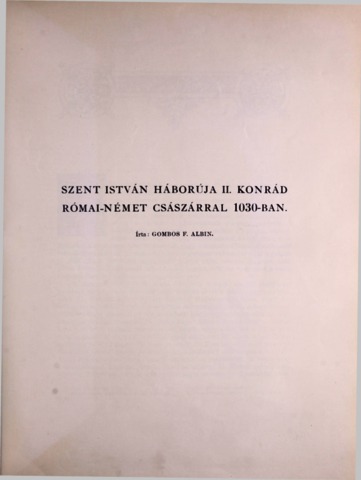 SZENT ISTVÁN HÁBORÚJA II. KONRÁD
RÓMAI-NÉMET CSÁSZÁRRAL 1030-BAN.
Írta: GOMBOS F. ALBIN.